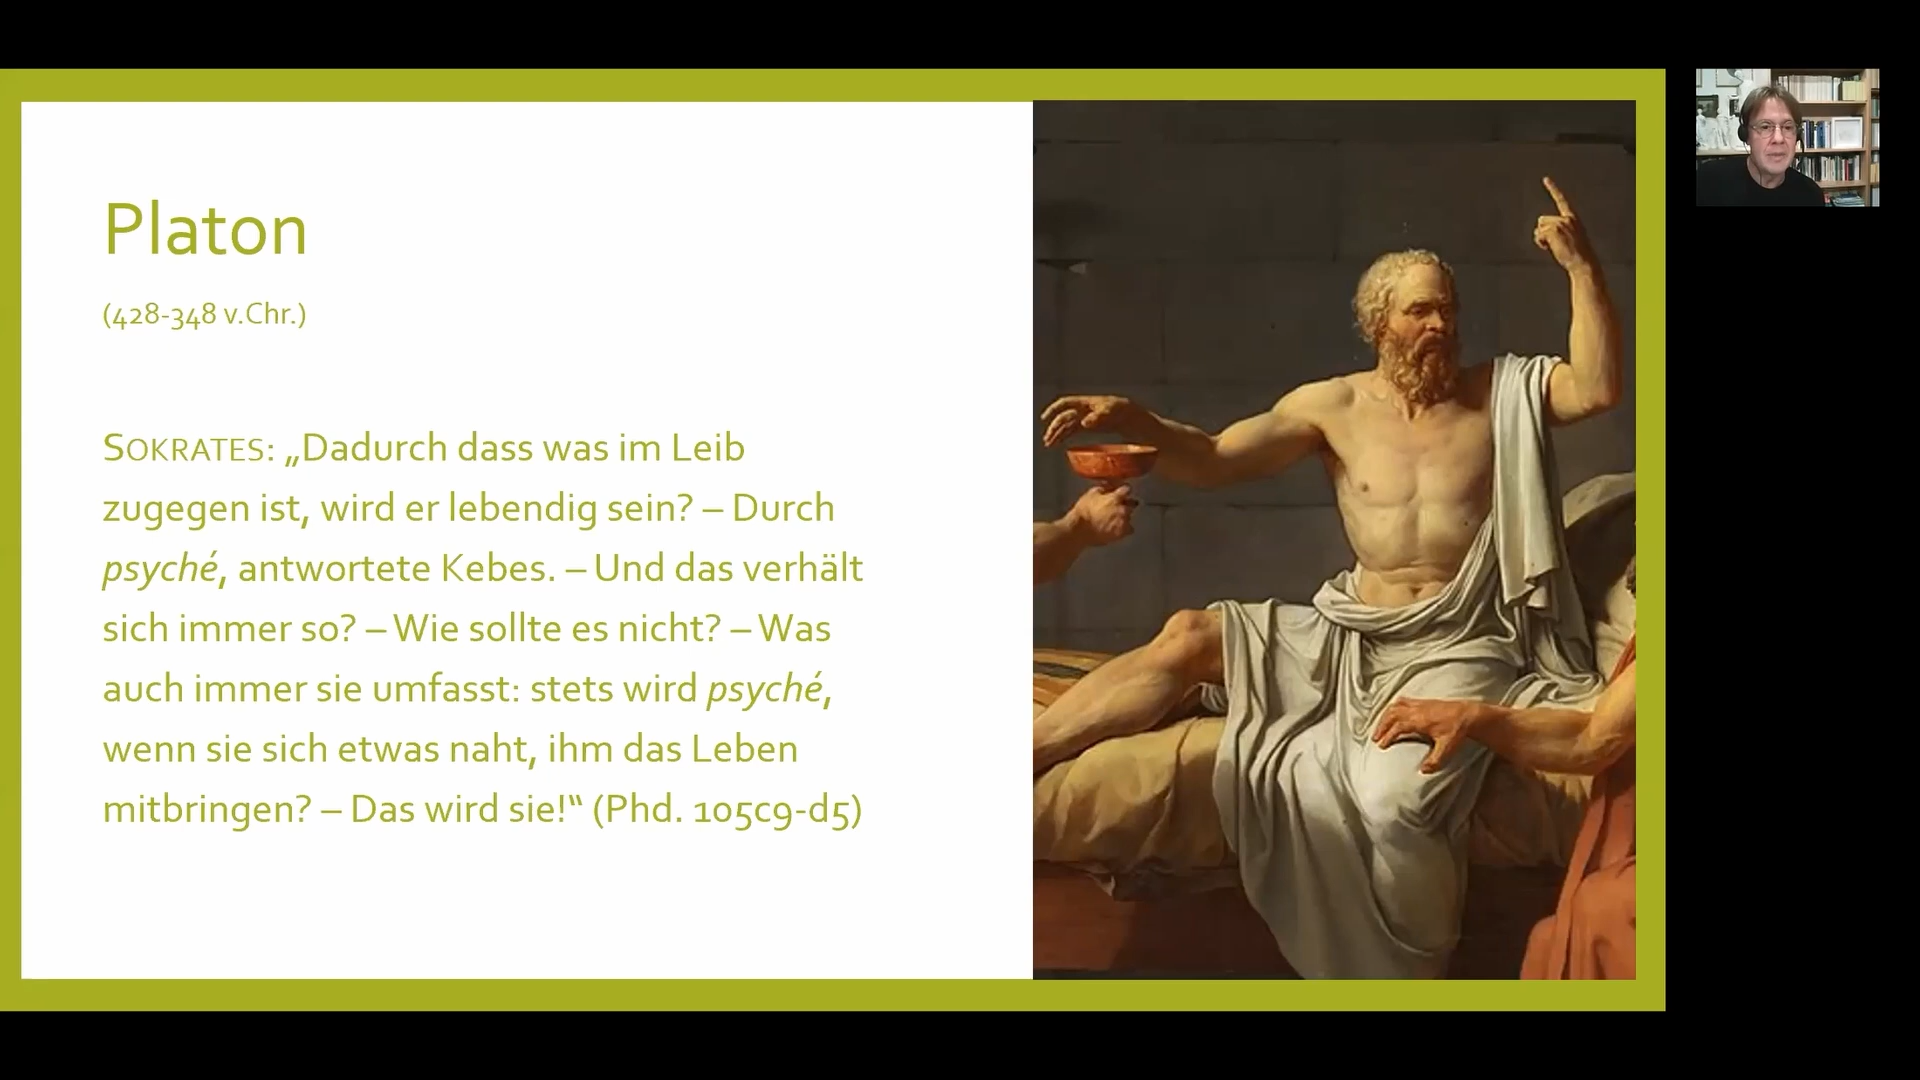 Platon
(428-348 v.Chr.)
SOKRATES: „Dadurch dass was im Leib
zugegen ist, wird er lebendig sein? – Durch
psyché, antwortete Kebes. – Und das verhält
sich immer so? – Wie sollte es nicht? – Was
auch immer sie umfasst: stets wird psyché,
wenn sie sich etwas naht, ihm das Leben
mitbringen? – Das wird sie!“ (Phd. 105c9-d5)